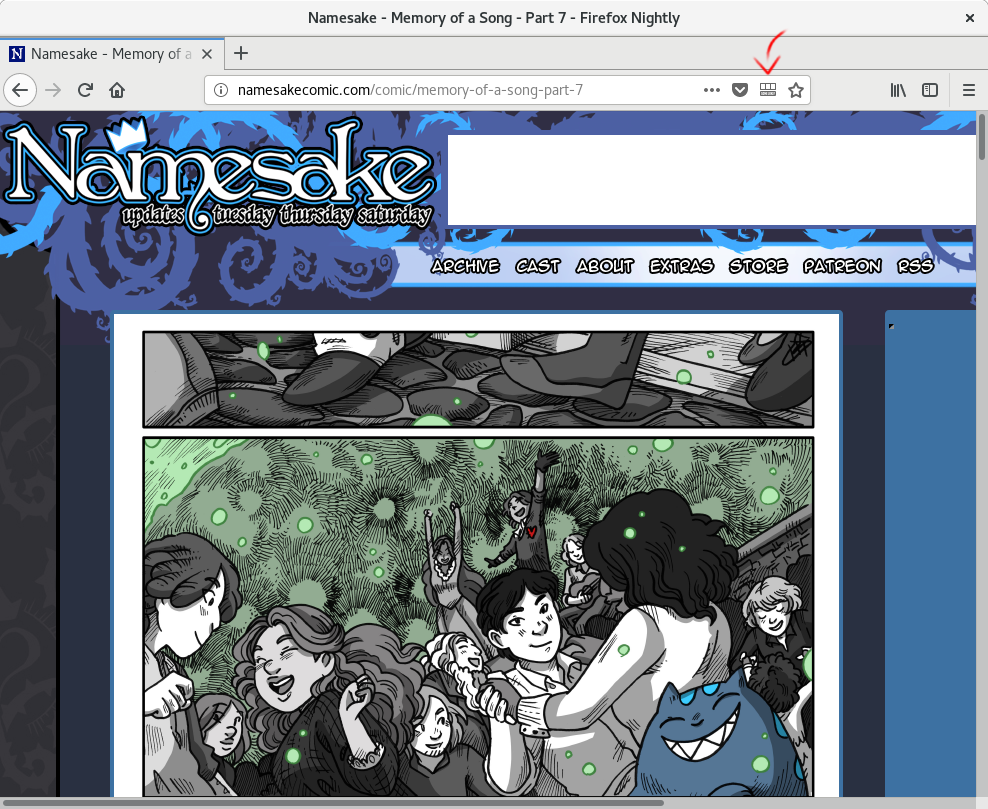 Namesake - Memory of a Song - Part 7 - Firefox Nightly
Namesake - Memory of a
namesakecomic.com/comic/memory-of-a-song-part-7
Namesake
updates tuesday thursday saturday
ARCHIVE CAST ABOUT EXTRAS STORE PATREON RSS